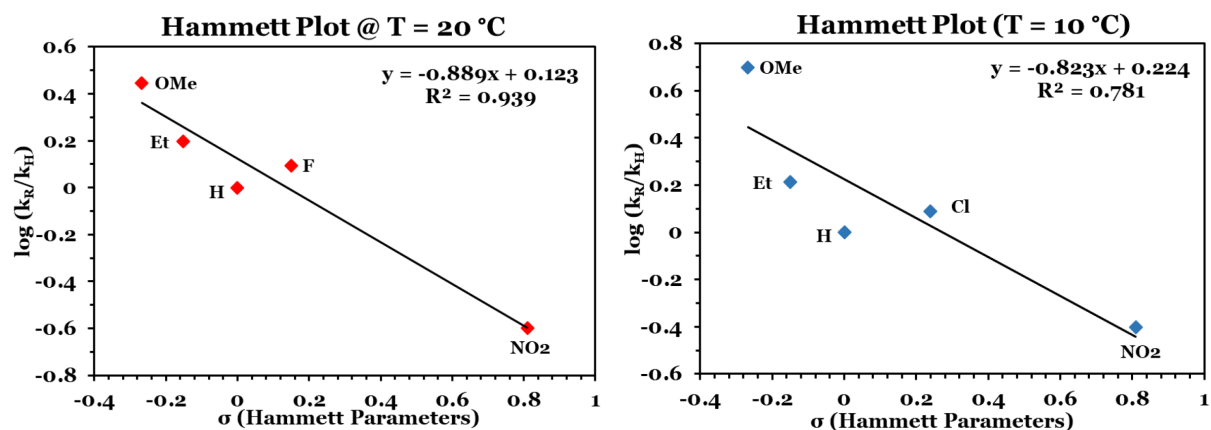 Hammett Plot @ T = 20 °C
y = -0.889x + 0.123
R² = 0.939
log (kR/kH)
0.6
0.4
0.2
0
-0.2
-0.4
-0.6
-0.8
OMe
Et
F
H
NO2
-0.4
-0.2
0
0.2
0.4
0.6
0.8
1
σ (Hammett Parameters)
Hammett Plot (T = 10 °C)
y = -0.823x + 0.224
R² = 0.781
log (kR/kH)
0.8
0.6
0.4
0.2
0
-0.2
-0.4
-0.6
OMe
Et
Cl
H
NO2
-0.4
-0.2
0
0.2
0.4
0.6
0.8
1
σ (Hammett Parameters)